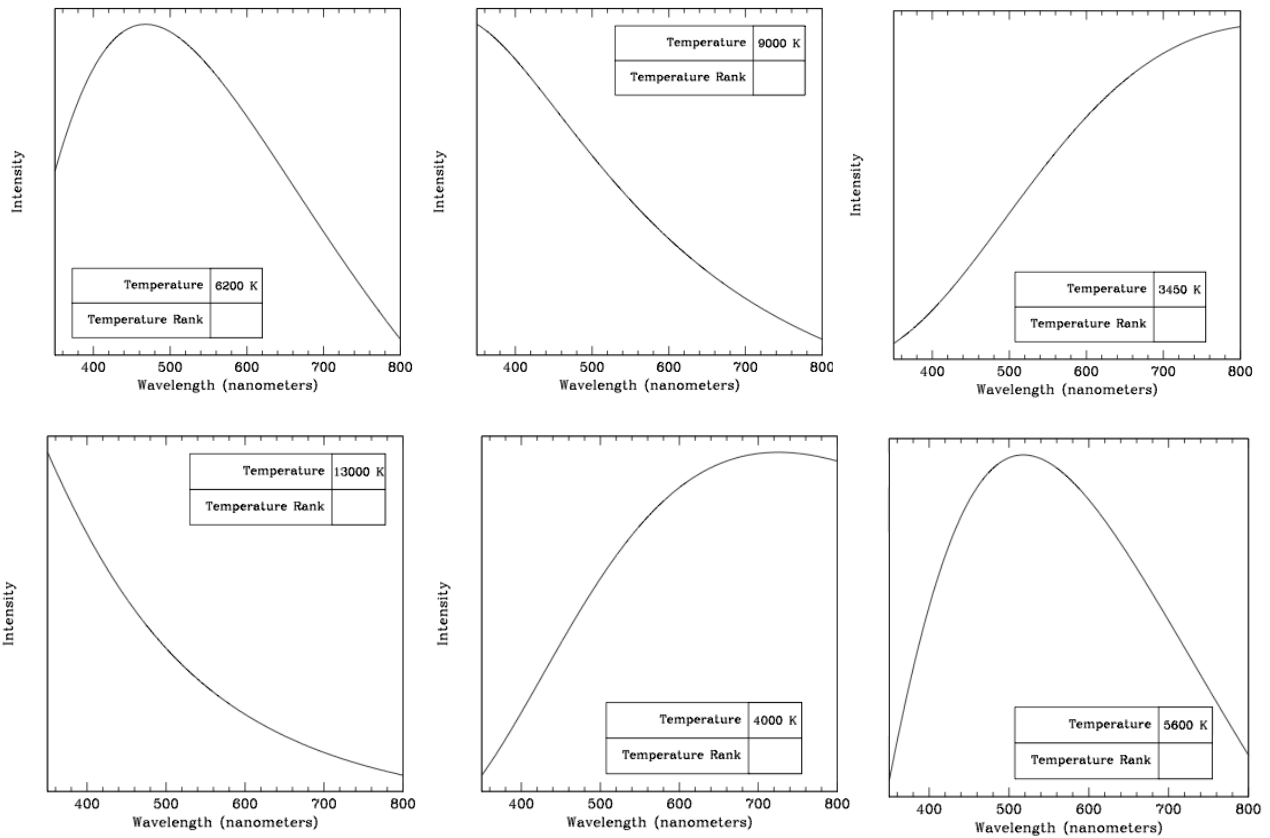 Intensity
Temperature 6200 K
Temperature Rank
400 500 600 700 800
Wavelength (nanometers)
Intensity
Temperature 9000 K
Temperature Rank
400 500 600 700 800
Wavelength (nanometers)
Intensity
Temperature 3450 K
Temperature Rank
400 500 600 700 800
Wavelength (nanometers)
Intensity
Temperature 13000 K
Temperature Rank
400 500 600 700 800
Wavelength (nanometers)
Intensity
Temperature 4000 K
Temperature Rank
400 500 600 700 800
Wavelength (nanometers)
Intensity
Temperature 5600 K
Temperature Rank
400 500 600 700 800
Wavelength (nanometers)